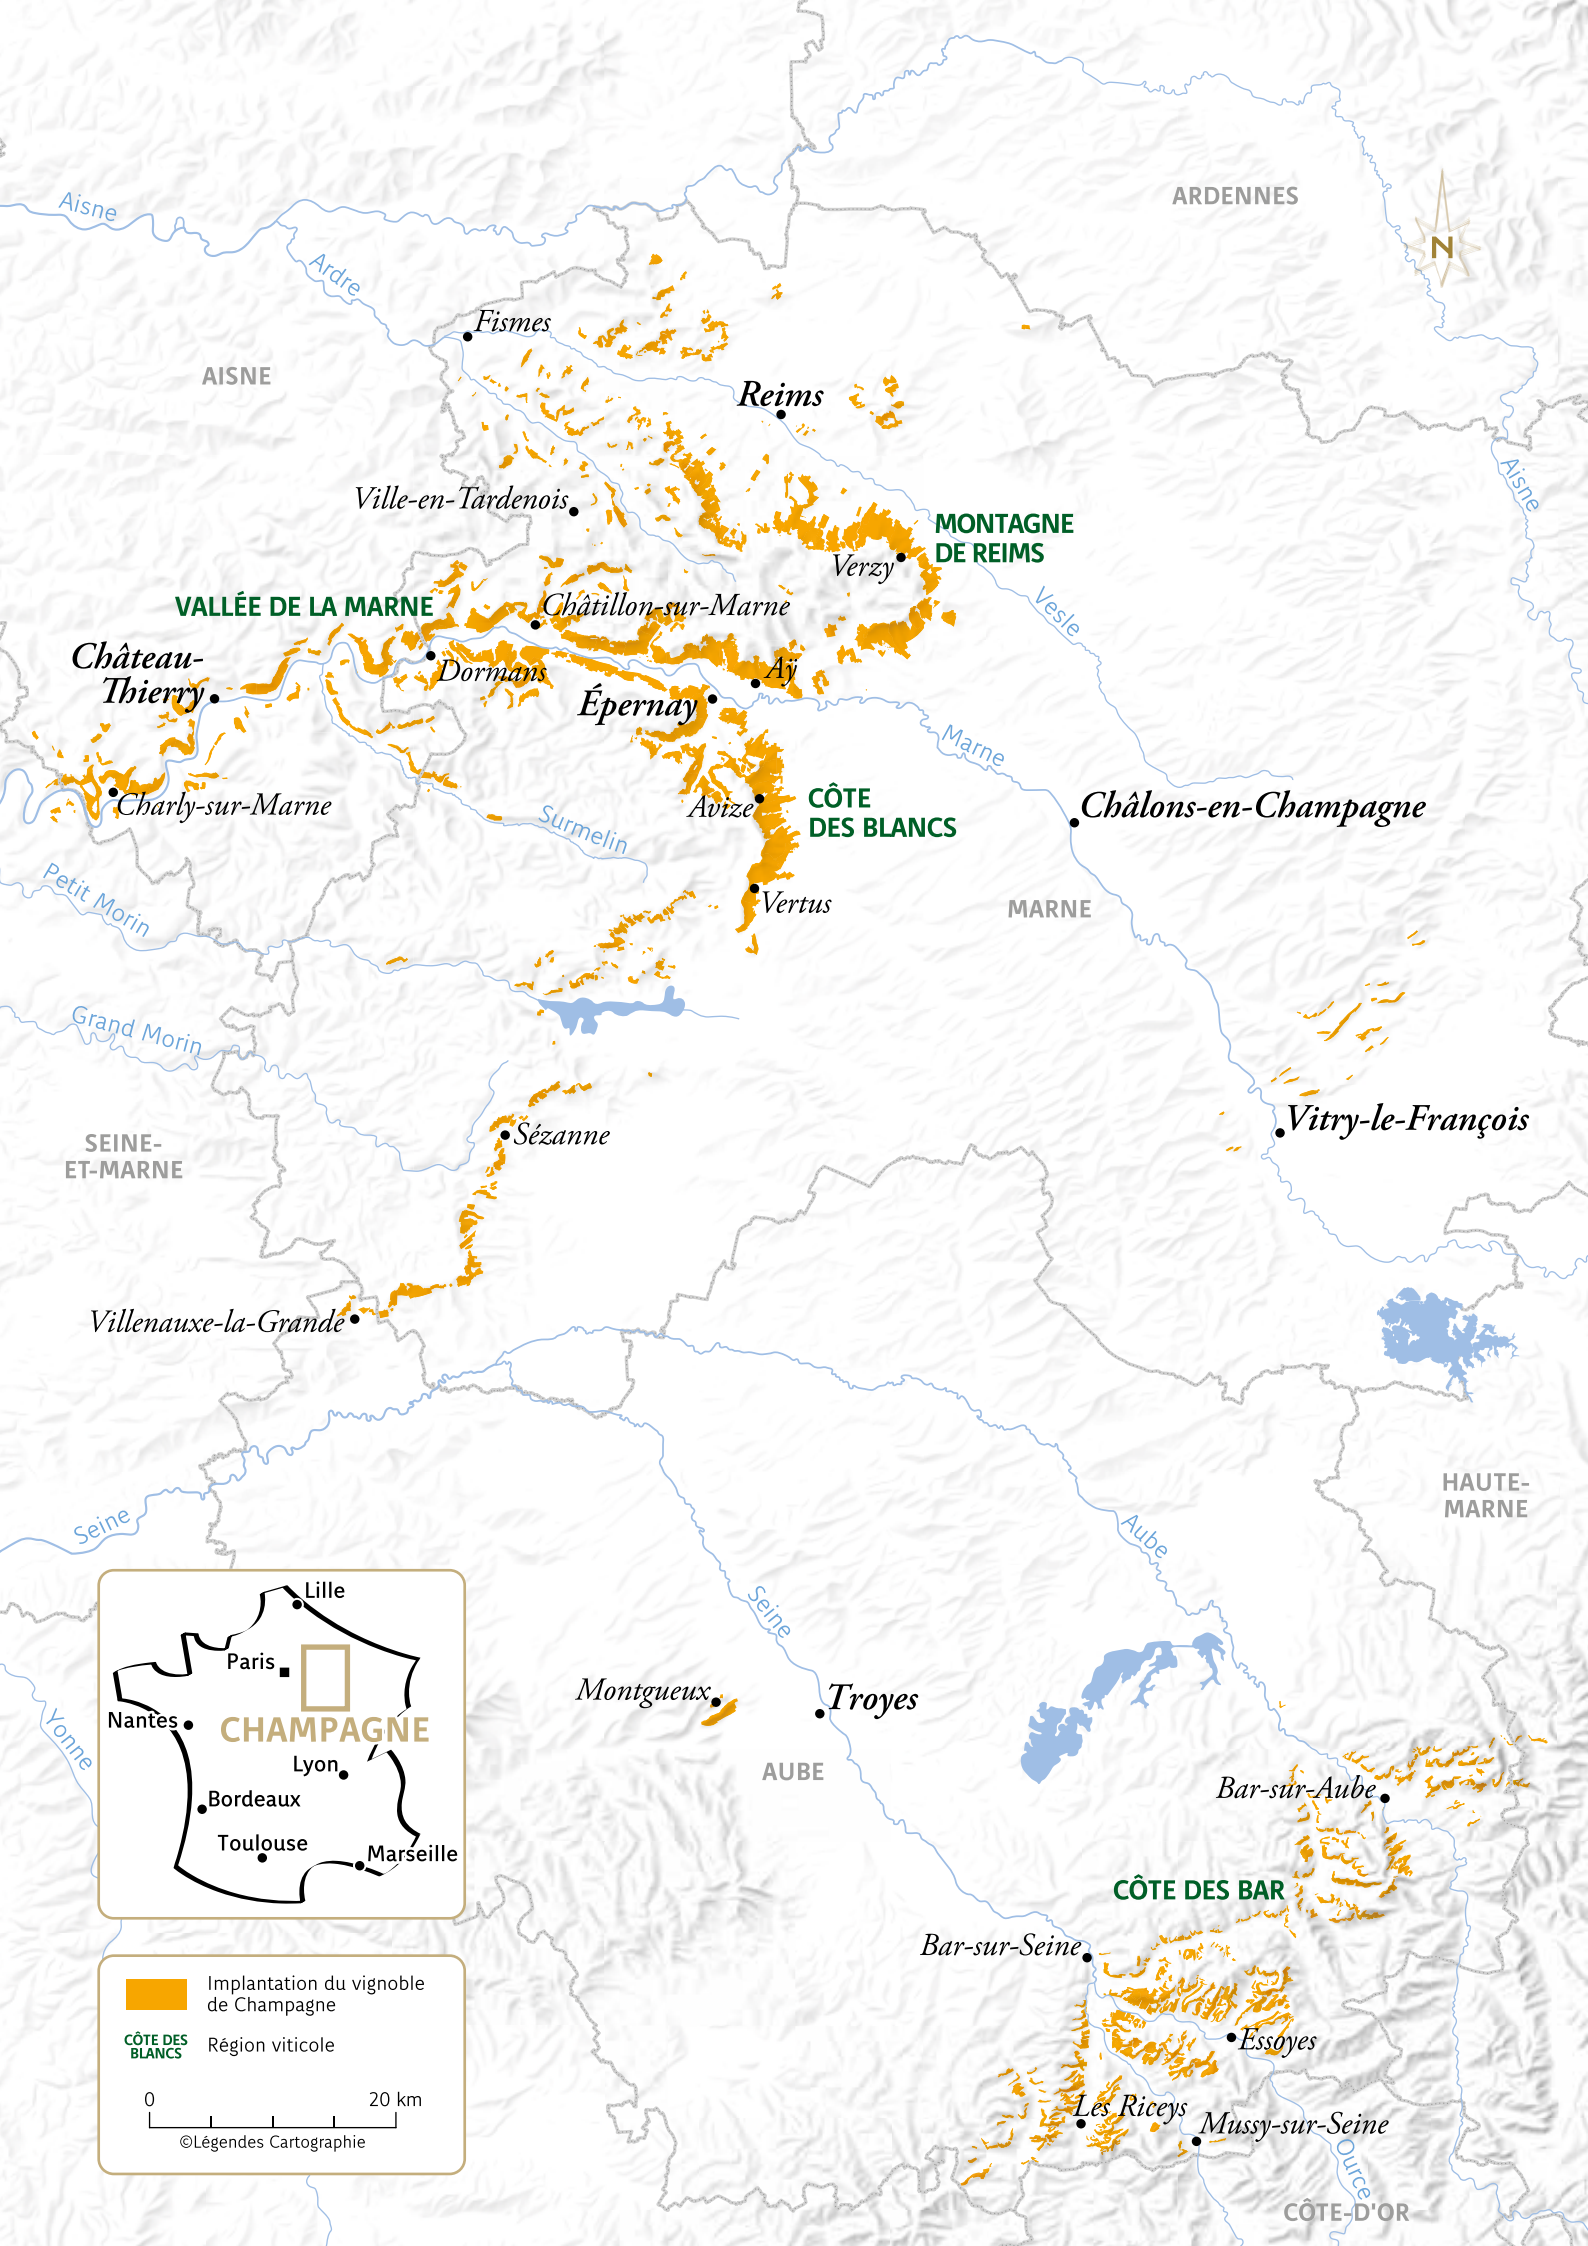 ARDENNES
Aisne
N
Ardre
Fismes
AISNE
Reims
Aisne
Ville-en-Tardenois
MONTAGNE
DE REIMS
Verzy
VALLÉE DE LA MARNE
Châtillon-sur-Marne
Vesle
Château-
Thierry
Dormans
Aÿ
Épernay
Marne
Charly-sur-Marne
Avize
CÔTE
DES BLANCS
Châlons-en-Champagne
Surmelin
Petit Morin
Vertus
MARNE
Grand Morin
Vitry-le-François
SEINE-
ET-MARNE
Sézanne
Villenauxe-la-Grande
HAUTE-
MARNE
Seine
Aube
Seine
Montgueux
Troyes
Yonne
AUBE
Bar-sur-Aube
CÔTE DES BAR
Bar-sur-Seine
Essoyes
Les Riceys
Mussy-sur-Seine
Ource
CÔTE-D'OR
Lille
Paris
Nantes
CHAMPAGNE
Lyon
Bordeaux
Toulouse
Marseille
Implantation du vignoble
de Champagne
CÔTE DES
BLANCS
Région viticole
0 20 km
©Légendes Cartographie